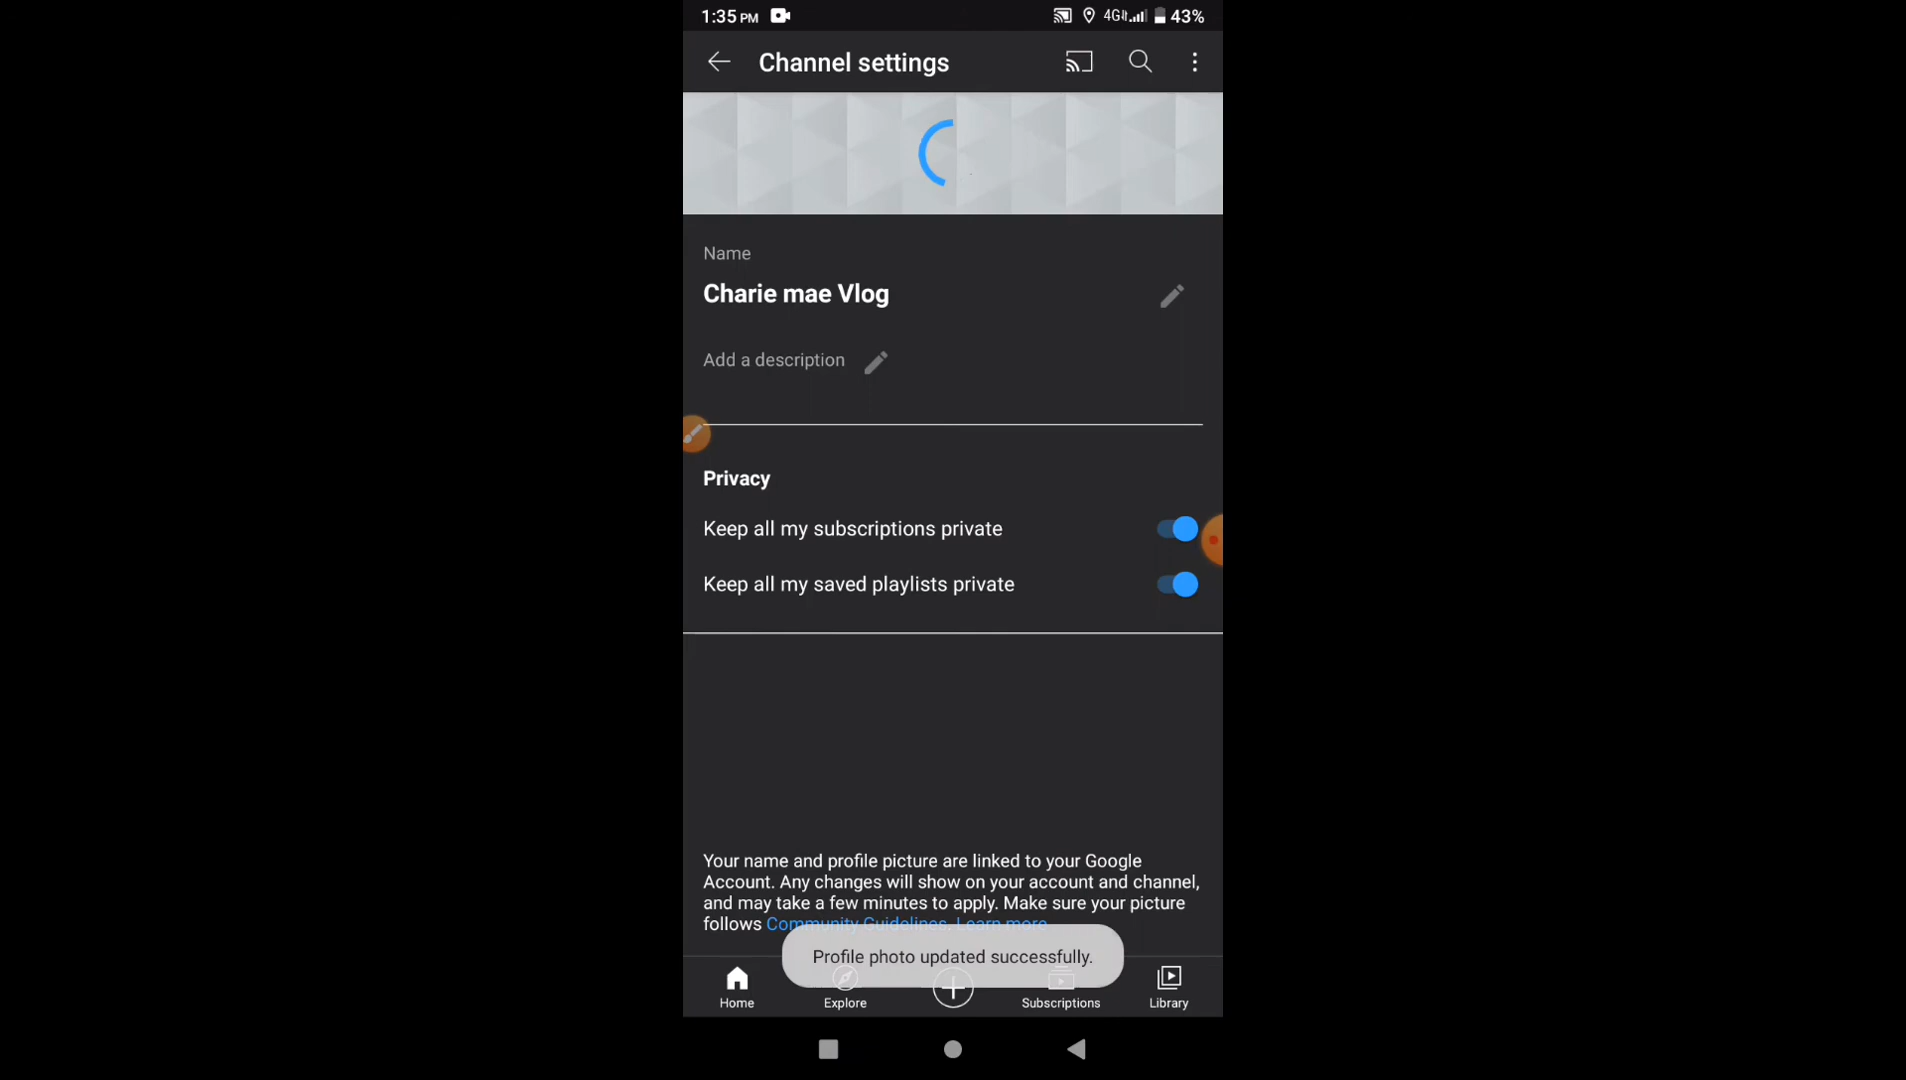 1:35 PM 4G 43%
Channel settings
Name
Charie mae Vlog
Add a description
Privacy
Keep all my subscriptions private
Keep all my saved playlists private
Your name and profile picture are linked to your Google
Account. Any changes will show on your account and channel,
and may take a few minutes to apply. Make sure your picture
follows Community Guidelines. Learn more
Profile photo updated successfully.
Home Explore Subscriptions Library